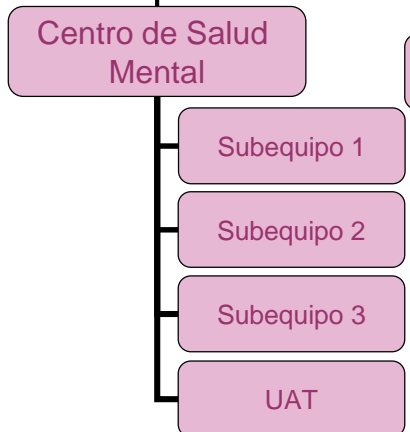 Centro de Salud
Mental
Subequipo 1
Subequipo 2
Subequipo 3
UAT